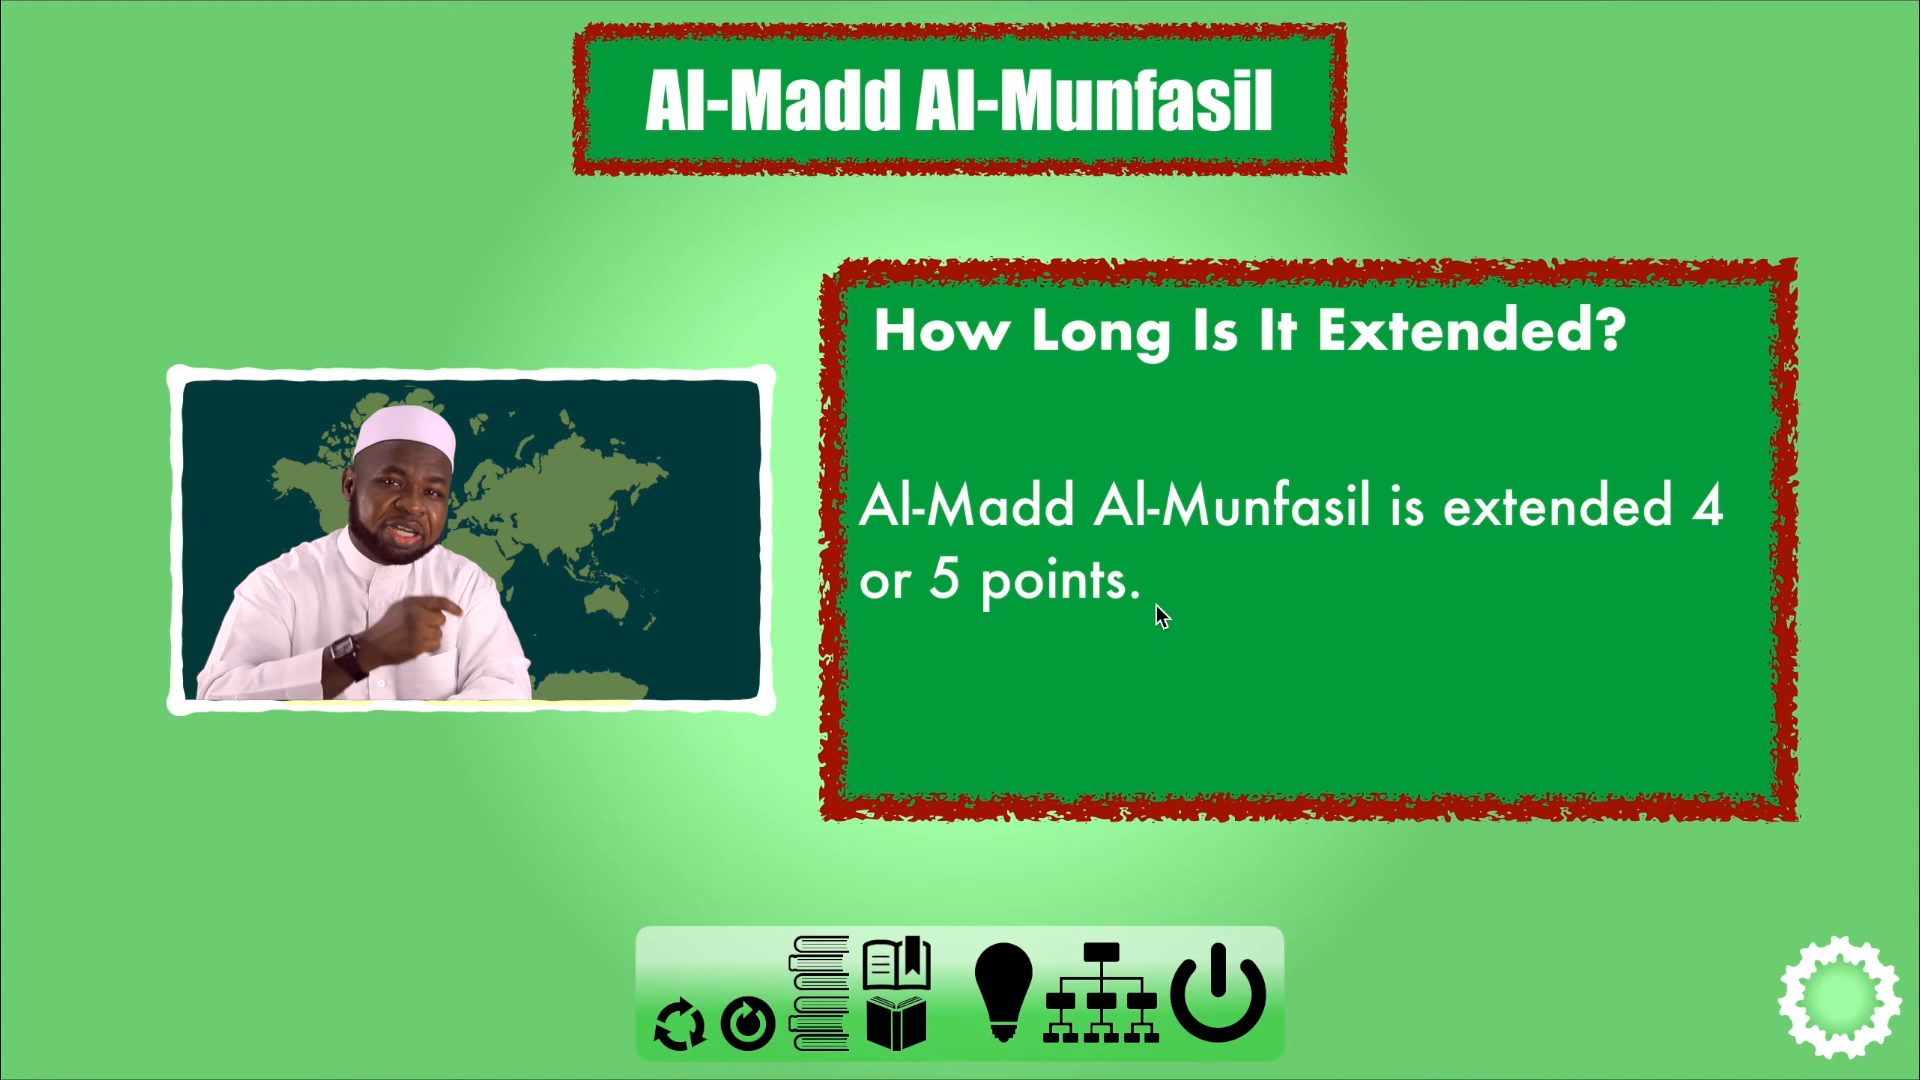 Al-Madd Al-Munfasil
How Long Is It Extended?
Al-Madd Al-Munfasil is extended 4
or 5 points.